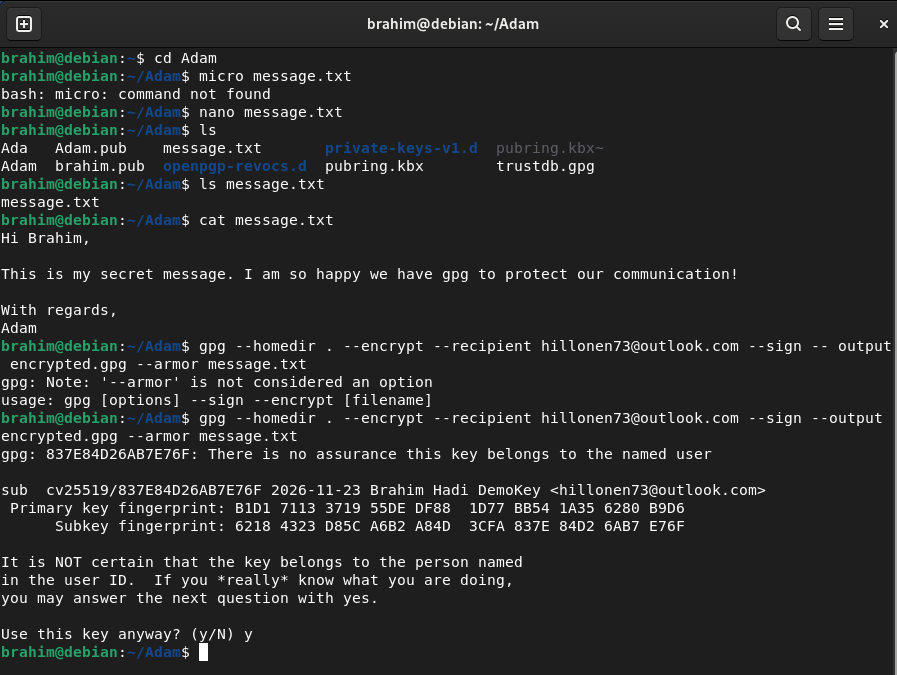 brahim@debian: ~/Adam
brahim@debian:~$ cd Adam
brahim@debian:~/Adam$ micro message.txt
bash: micro: command not found
brahim@debian:~/Adam$ nano message.txt
brahim@debian:~/Adam$ ls
Ada   Adam.pub    message.txt       private-keys-v1.d  pubring.kbx~
Adam  brahim.pub  openpgp-revocs.d  pubring.kbx        trustdb.gpg
brahim@debian:~/Adam$ ls message.txt
message.txt
brahim@debian:~/Adam$ cat message.txt
Hi Brahim,
This is my secret message. I am so happy we have gpg to protect our communication!
With regards,
Adam
brahim@debian:~/Adam$ gpg --homedir . --encrypt --recipient hillonen73@outlook.com --sign -- output
encrypted.gpg --armor message.txt
gpg: Note: '--armor' is not considered an option
usage: gpg [options] --sign --encrypt [filename]
brahim@debian:~/Adam$ gpg --homedir . --encrypt --recipient hillonen73@outlook.com --sign --output
encrypted.gpg --armor message.txt
gpg: 837E84D26AB7E76F: There is no assurance this key belongs to the named user
sub  cv25519/837E84D26AB7E76F 2026-11-23 Brahim Hadi DemoKey <hillonen73@outlook.com>
Primary key fingerprint: B1D1 7113 3719 55DE DF88  1D77 BB54 1A35 6280 B9D6
Subkey fingerprint: 6218 4323 D85C A6B2 A84D  3CFA 837E 84D2 6AB7 E76F
It is NOT certain that the key belongs to the person named
in the user ID.  If you *really* know what you are doing,
you may answer the next question with yes.
Use this key anyway? (y/N) y
brahim@debian:~/Adam$